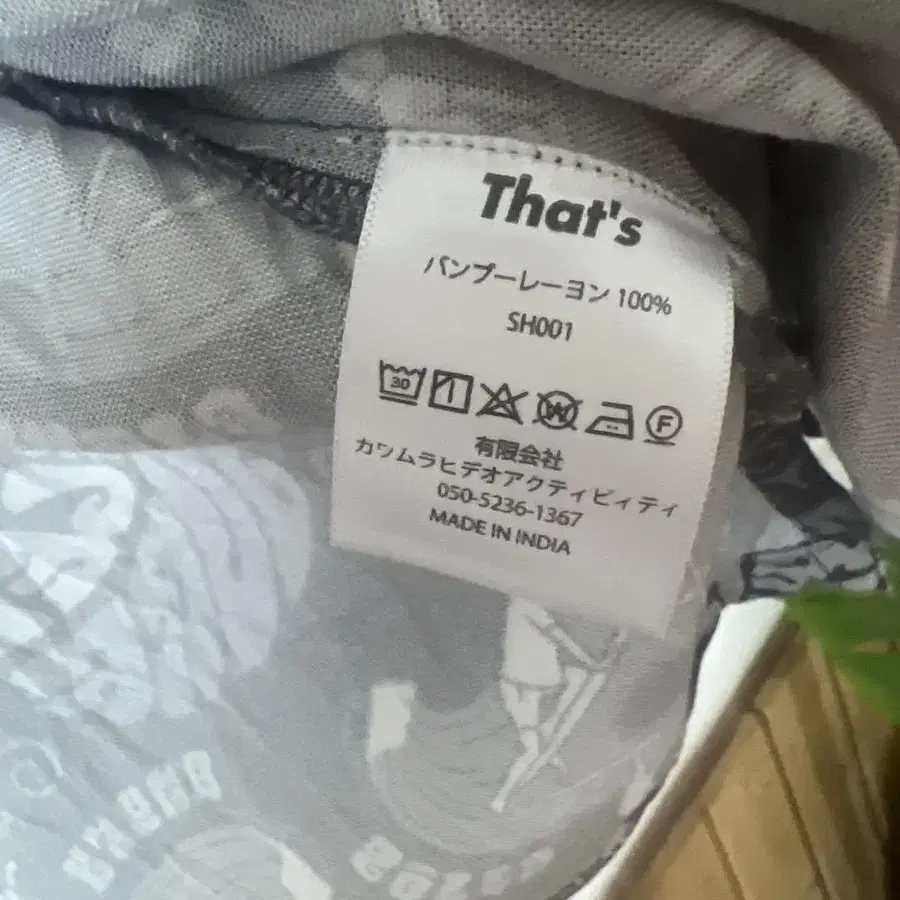 That's
バンブーレーヨン 100%
SH001
30
W
F
有限会社
カワムラヒデオアクティビィティ
050-5236-1367
MADE IN INDIA